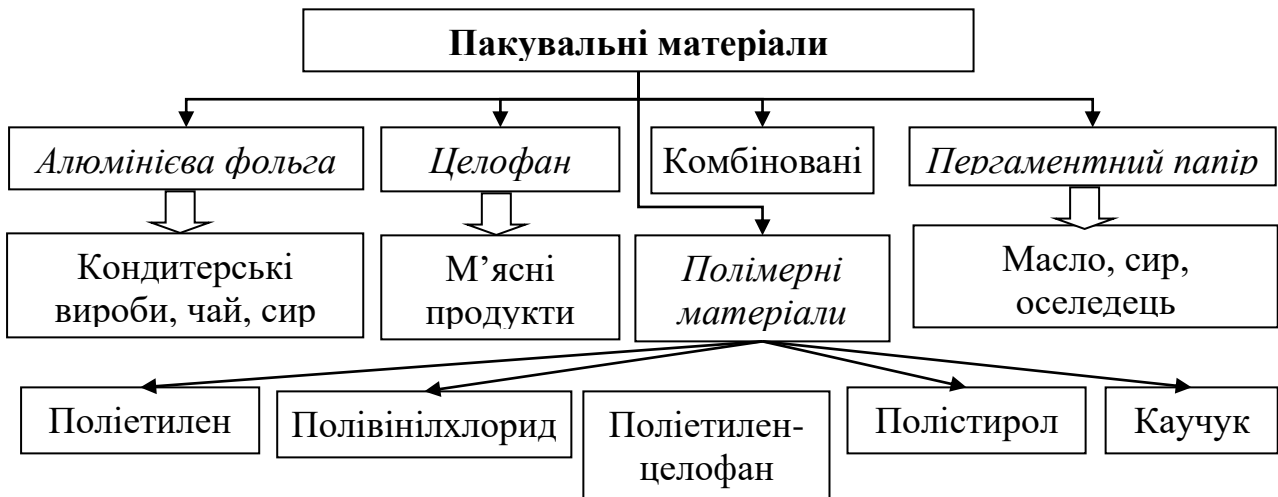 Пакувальні матеріали
Алюмінієва фольга
Целофан
Комбіновані
Пергаментний папір
Кондитерські
вироби, чай, сир
М’ясні
продукти
Полімерні
матеріали
Масло, сир,
оселедець
Поліетилен
Полівінілхлорид
Поліетилен-
целофан
Полістирол
Каучук